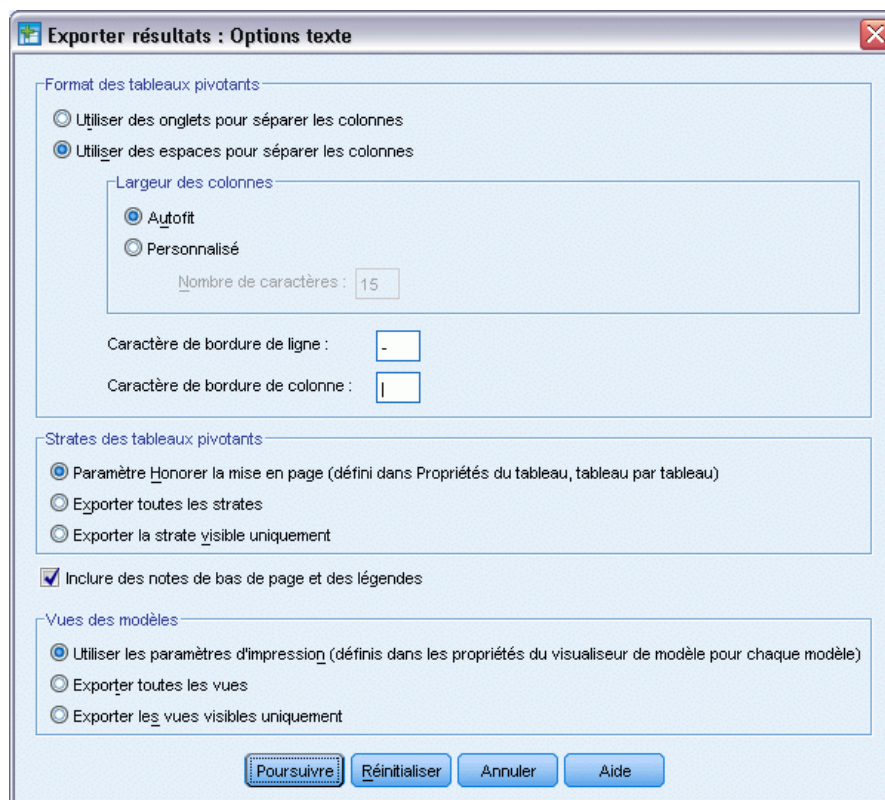 Exporter résultats : Options texte
Format des tableaux pivotants
Utiliser des onglets pour séparer les colonnes
Utiliser des espaces pour séparer les colonnes
Largeur des colonnes
Autofit
Personnalisé
Nombre de caractères : 15
Caractère de bordure de ligne : -
Caractère de bordure de colonne : |
Strates des tableaux pivotants
Paramètre Honorer la mise en page (défini dans Propriétés du tableau, tableau par tableau)
Exporter toutes les strates
Exporter la strate visible uniquement
Inclure des notes de bas de page et des légendes
Vues des modèles
Utiliser les paramètres d'impression (définis dans les propriétés du visualiseur de modèle pour chaque modèle)
Exporter toutes les vues
Exporter les vues visibles uniquement
Poursuivre Réinitialiser Annuler Aide